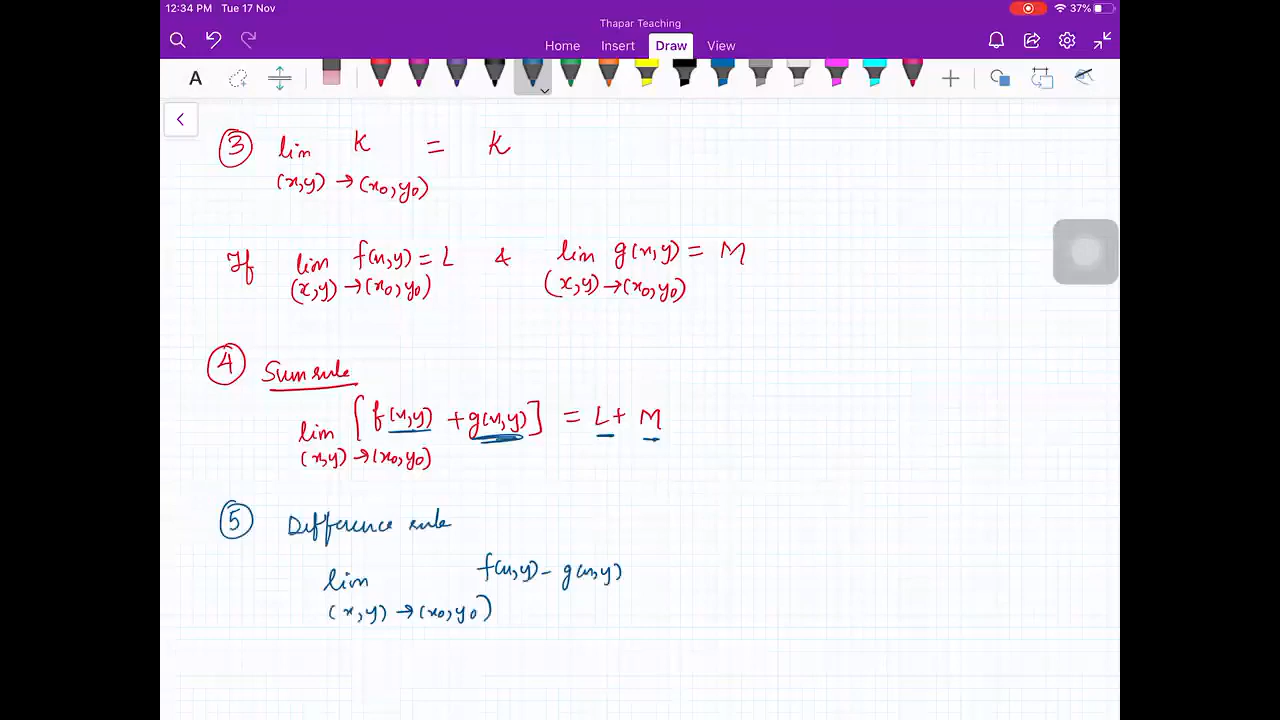 12:34 PM Tue 17 Nov
37%
Thapar Teaching
Home Insert Draw View
A
③ lim K = K
(x,y) → (x0,y0)
If lim f(x,y) = L & lim g(x,y) = M
(x,y) → (x0,y0) (x,y) → (x0,y0)
④ Sum rule
lim [f(x,y) + g(x,y)] = L + M
(x,y) → (x0,y0)
⑤ Difference rule
lim f(x,y) - g(x,y)
(x,y) → (x0,y0)